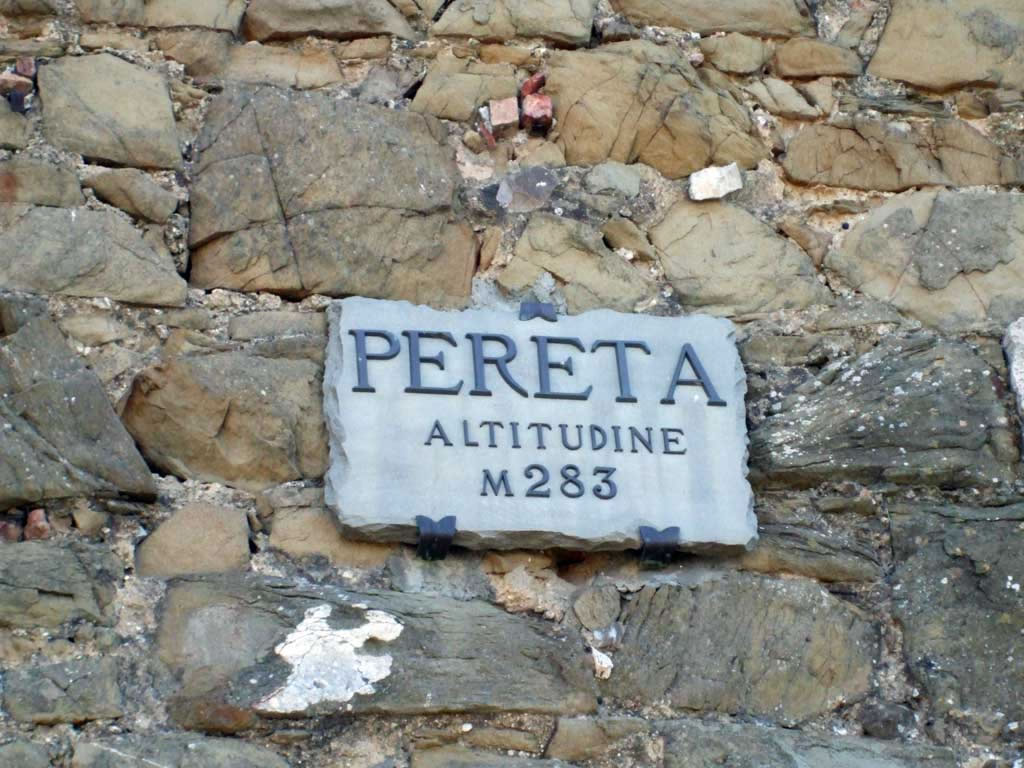 PERETA
ALTITUDINE
M 283